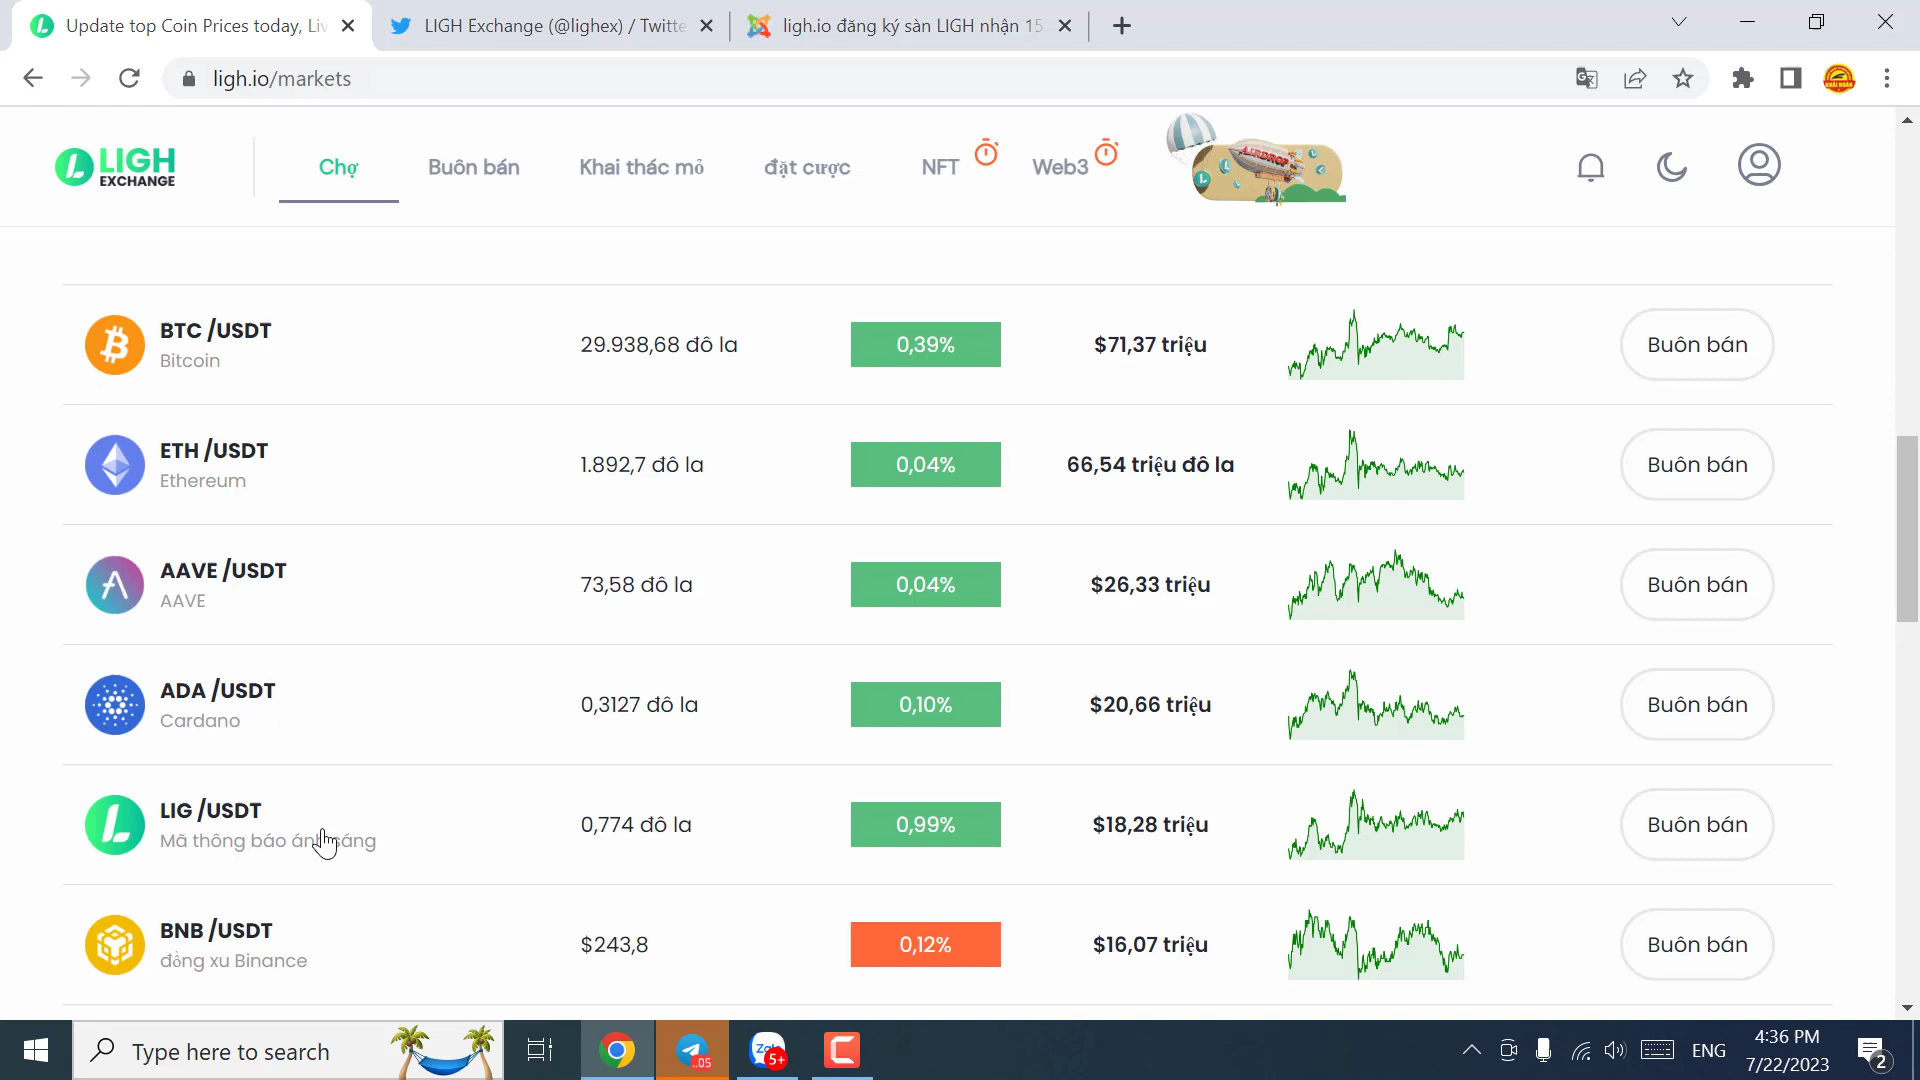 Update top Coin Prices today, Liv
LIGH Exchange (@lighex) / Twitte
ligh.io đăng ký sàn LIGH nhận 15
ligh.io/markets
LIGH
EXCHANGE
Chợ
Buôn bán
Khai thác mỏ
đặt cược
NFT
Web3
AIRDROP
BTC /USDT
Bitcoin
29.938,68 đô la
0,39%
$71,37 triệu
Buôn bán
ETH /USDT
Ethereum
1.892,7 đô la
0,04%
66,54 triệu đô la
Buôn bán
AAVE /USDT
AAVE
73,58 đô la
0,04%
$26,33 triệu
Buôn bán
ADA /USDT
Cardano
0,3127 đô la
0,10%
$20,66 triệu
Buôn bán
LIG /USDT
Mã thông báo ánh sáng
0,774 đô la
0,99%
$18,28 triệu
Buôn bán
BNB /USDT
đồng xu Binance
$243,8
0,12%
$16,07 triệu
Buôn bán
Type here to search
..05
Zalo
5+
ENG
4:36 PM
7/22/2023
2